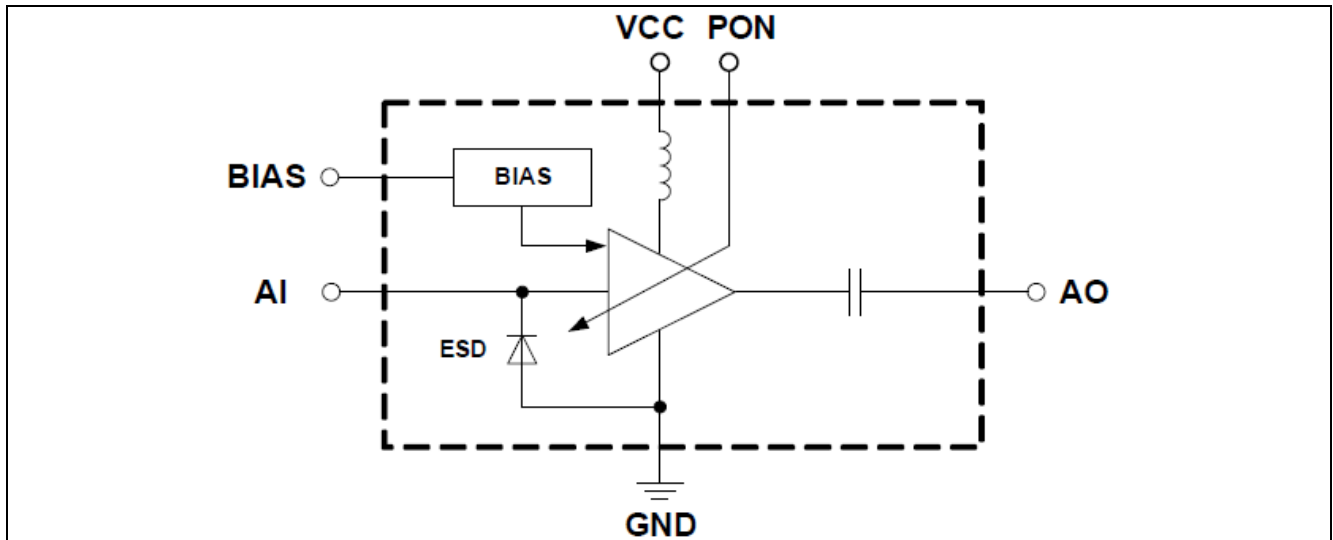 VCC PON
BIAS
BIAS
AI
AO
ESD
GND